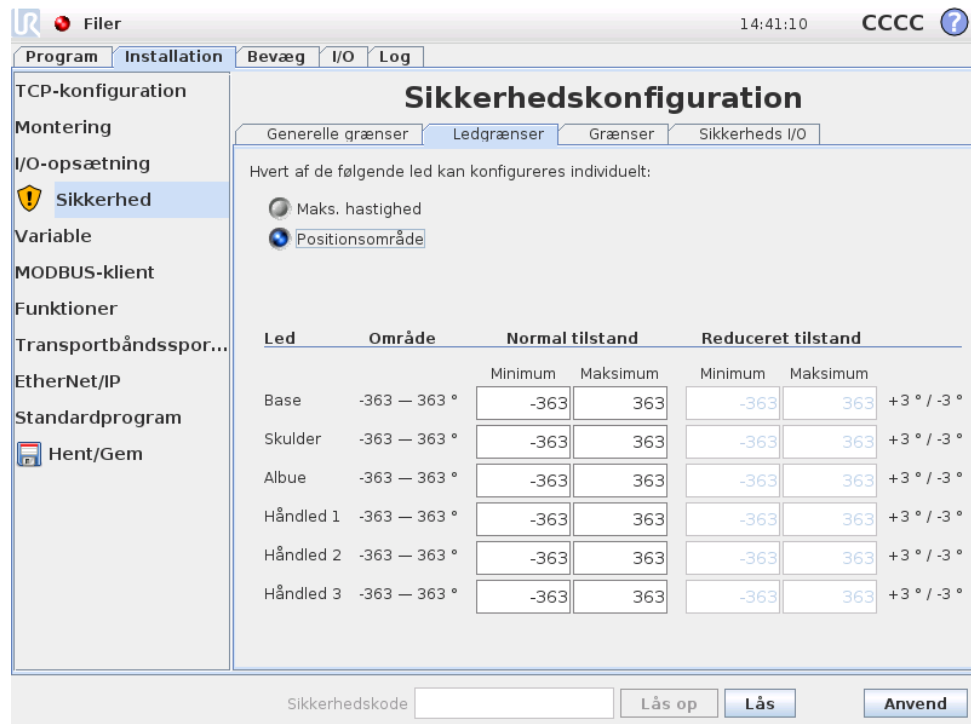 UR Filer 14:41:10 CCCC ?
Program Installation Bevæg I/O Log
TCP-konfiguration
Montering
I/O-opsætning
Sikkerhed
Variable
MODBUS-klient
Funktioner
Transportbåndsspor...
EtherNet/IP
Standardprogram
Hent/Gem
Sikkerhedskonfiguration
Generelle grænser Ledgrænser Grænser Sikkerheds I/O
Hvert af de følgende led kan konfigureres individuelt:
Maks. hastighed
Positionsområde
Led Område Normal tilstand Reduceret tilstand
Minimum Maksimum Minimum Maksimum
Base -363 — 363 ° -363 363 -363 363 +3 ° / -3 °
Skulder -363 — 363 ° -363 363 -363 363 +3 ° / -3 °
Albue -363 — 363 ° -363 363 -363 363 +3 ° / -3 °
Håndled 1 -363 — 363 ° -363 363 -363 363 +3 ° / -3 °
Håndled 2 -363 — 363 ° -363 363 -363 363 +3 ° / -3 °
Håndled 3 -363 — 363 ° -363 363 -363 363 +3 ° / -3 °
Sikkerhedskode Lås op Lås Anvend